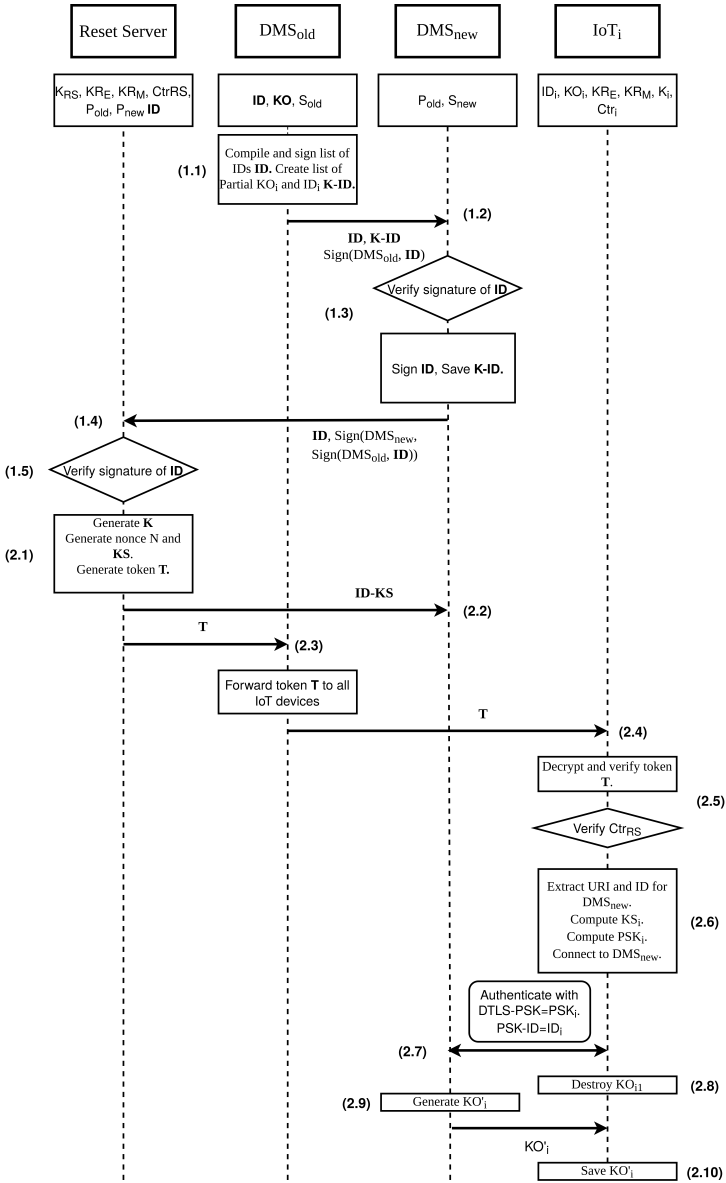 Reset Server
DMSold
DMSnew
IoTi
KRS, KRE, KRM, CtrRS,
Pold, Pnew ID
ID, KO, Sold
Pold, Snew
IDi, KOi, KRE, KRM, Ki,
Ctri
(1.1)
Compile and sign list of
IDs ID. Create list of
Partial KOi and IDi K-ID.
(1.2)
ID, K-ID
Sign(DMSold, ID)
Verify signature of ID
(1.3)
Sign ID, Save K-ID.
(1.4)
ID, Sign(DMSnew,
Sign(DMSold, ID))
(1.5)
Verify signature of ID
(2.1)
Generate K
Generate nonce N and
KS.
Generate token T.
ID-KS
(2.2)
T
(2.3)
Forward token T to all
IoT devices
T
(2.4)
Decrypt and verify token
T.
(2.5)
Verify CtrRS
Extract URI and ID for
DMSnew.
Compute KSi.
Compute PSKi.
Connect to DMSnew.
(2.6)
Authenticate with
DTLS-PSK=PSKi.
PSK-ID=IDi
(2.7)
Destroy KOi1
(2.8)
(2.9)
Generate KO'i
KO'i
Save KO'i
(2.10)